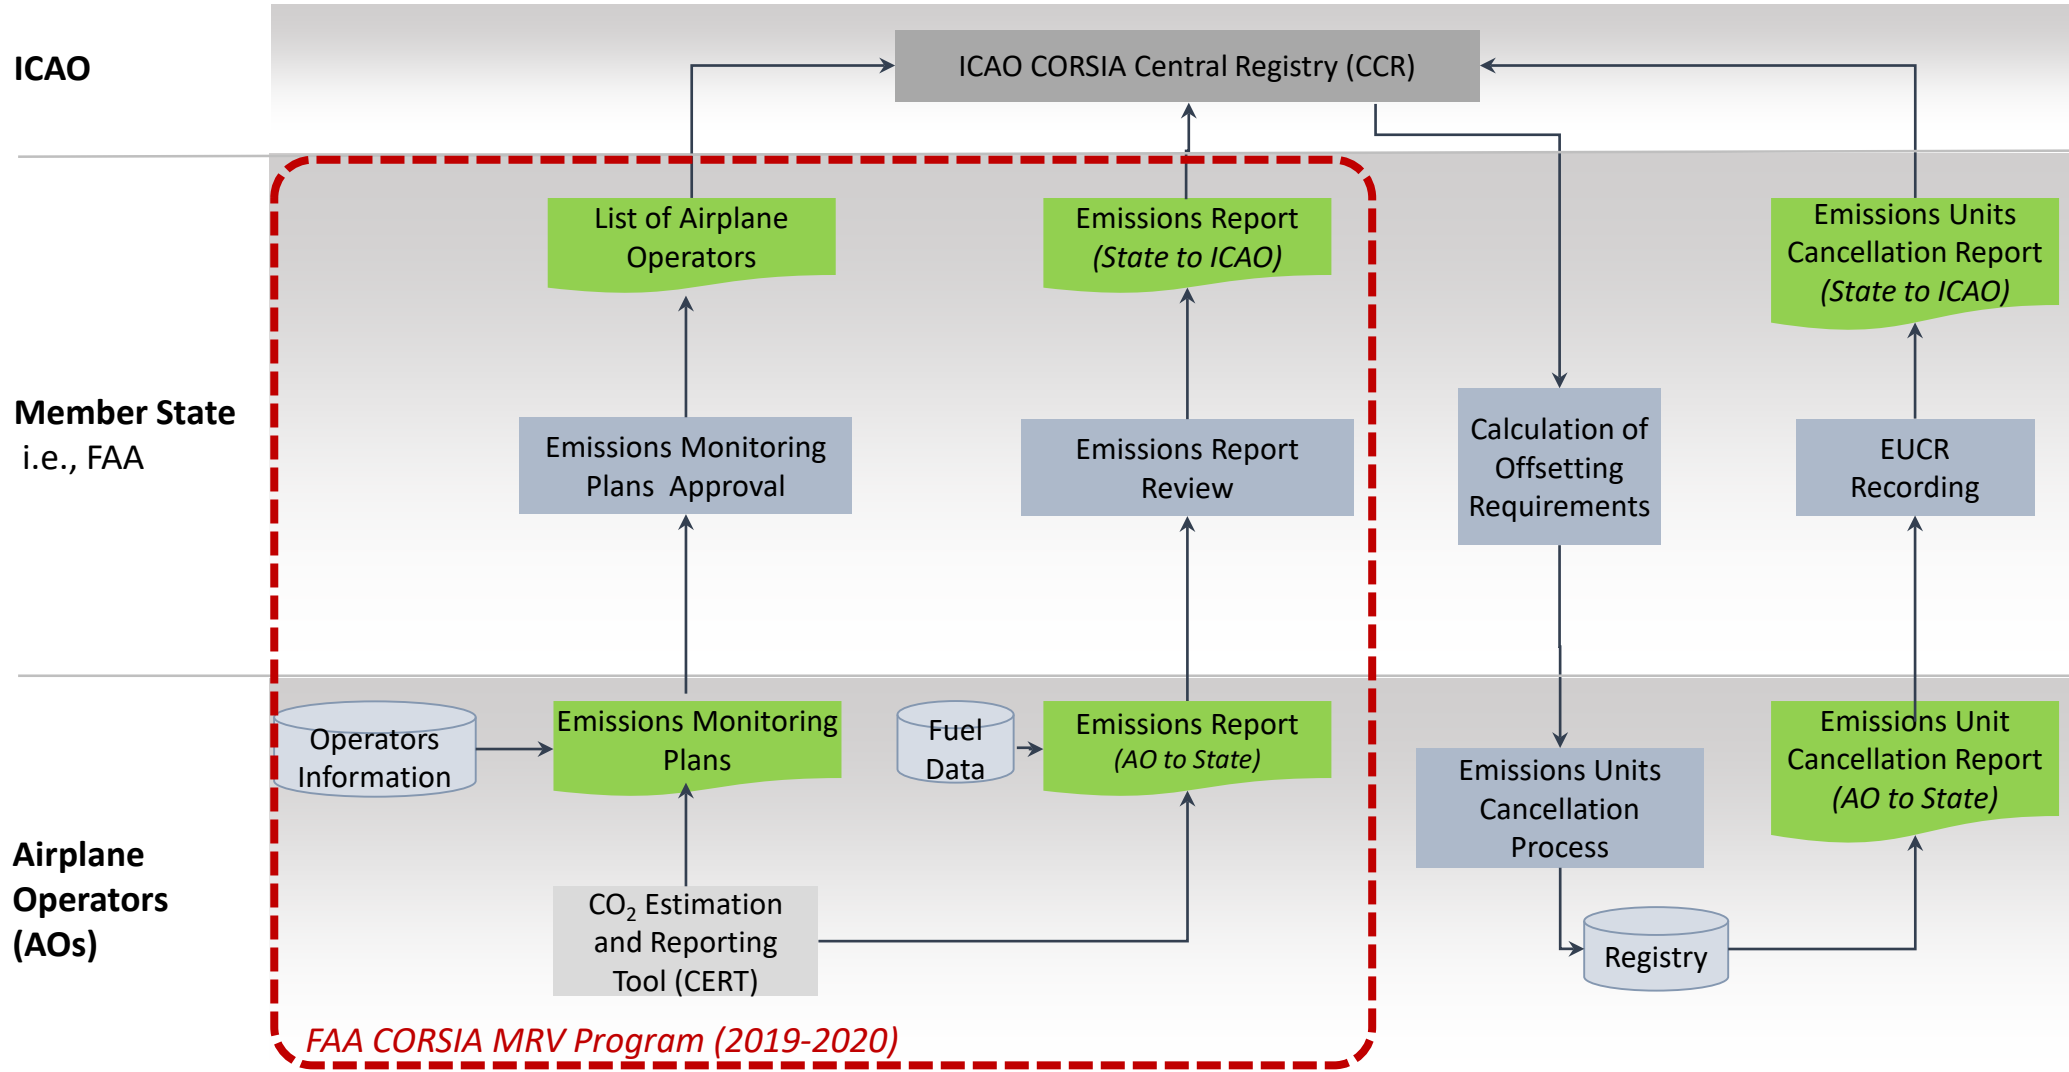 ICAO
ICAO CORSIA Central Registry (CCR)
Member State
i.e., FAA
List of Airplane
Operators
Emissions Report
(State to ICAO)
Emissions Units
Cancellation Report
(State to ICAO)
Emissions Monitoring
Plans Approval
Emissions Report
Review
Calculation of
Offsetting
Requirements
EUCR
Recording
Airplane
Operators
(AOs)
Operators
Information
Emissions Monitoring
Plans
Fuel
Data
Emissions Report
(AO to State)
Emissions Units
Cancellation
Process
Emissions Unit
Cancellation Report
(AO to State)
CO₂ Estimation
and Reporting
Tool (CERT)
Registry
FAA CORSIA MRV Program (2019-2020)